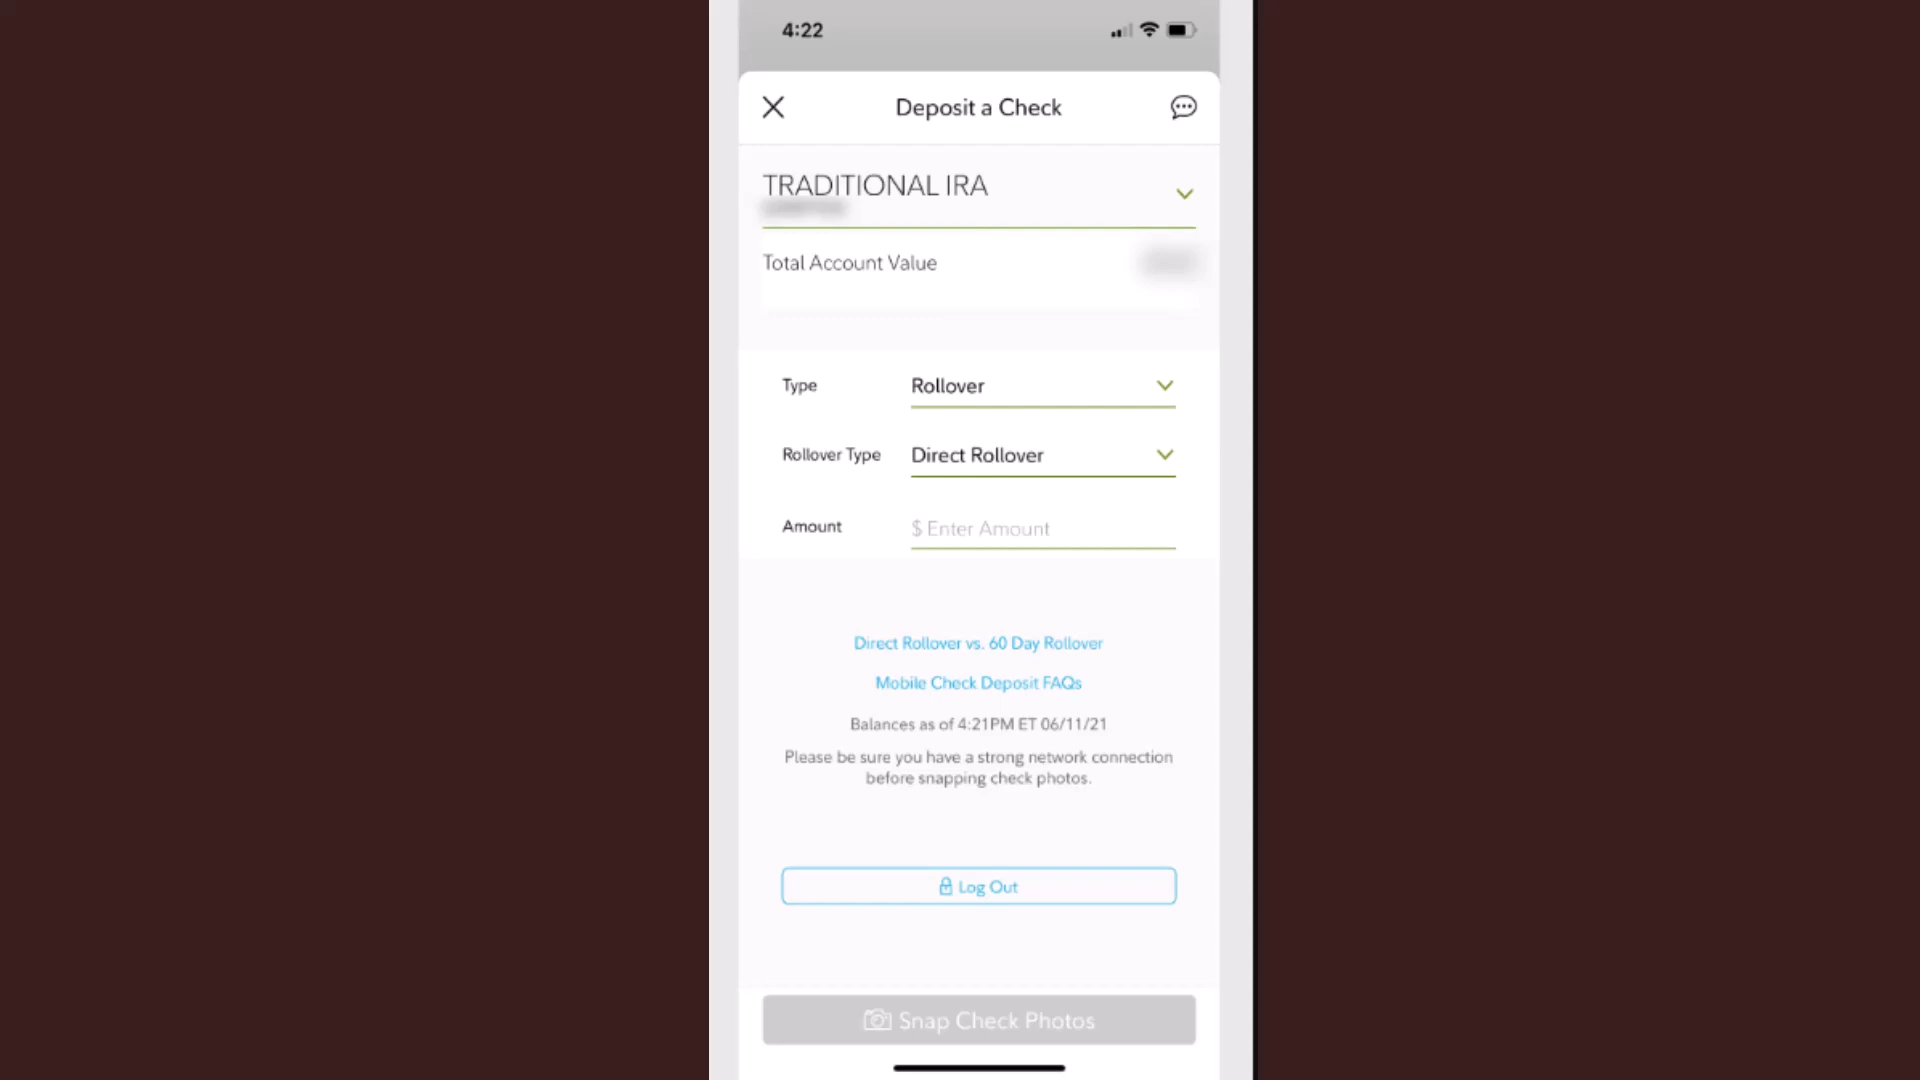 4:22
Deposit a Check
TRADITIONAL IRA
Total Account Value
Type
Rollover
Rollover Type
Direct Rollover
Amount
$ Enter Amount
Direct Rollover vs. 60 Day Rollover
Mobile Check Deposit FAQs
Balances as of 4:21PM ET 06/11/21
Please be sure you have a strong network connection
before snapping check photos.
Log Out
Snap Check Photos